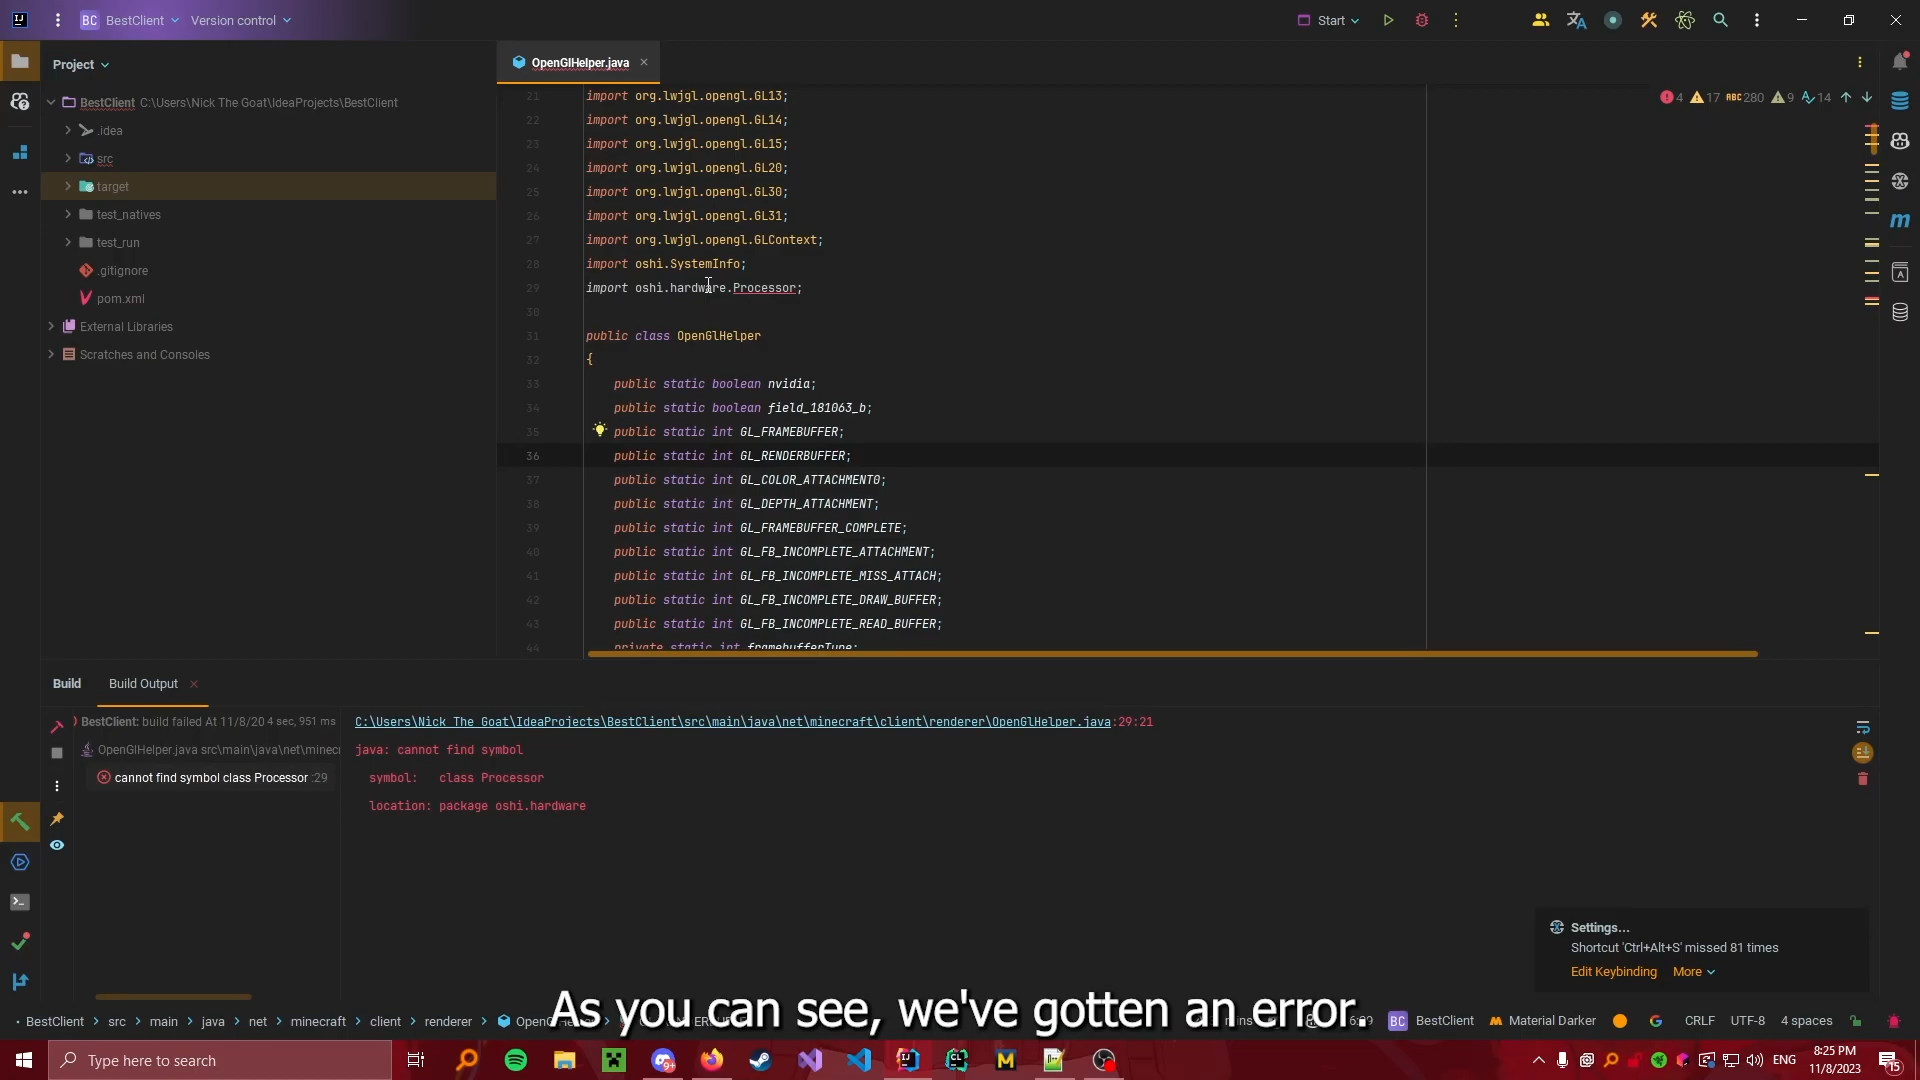 BC BestClient Version control Start
Project
OpenGlHelper.java
BestClient C:\Users\Nick The Goat\IdeaProjects\BestClient
.idea
src
target
test_natives
test_run
.gitignore
pom.xml
External Libraries
Scratches and Consoles
4 17 ABC 280 9 14
21 import org.lwjgl.opengl.GL13;
22 import org.lwjgl.opengl.GL14;
23 import org.lwjgl.opengl.GL15;
24 import org.lwjgl.opengl.GL20;
25 import org.lwjgl.opengl.GL30;
26 import org.lwjgl.opengl.GL31;
27 import org.lwjgl.opengl.GLContext;
28 import oshi.SystemInfo;
29 import oshi.hardware.Processor;
30
31 public class OpenGlHelper
32 {
33 public static boolean nvidia;
34 public static boolean field_181063_b;
35 public static int GL_FRAMEBUFFER;
36 public static int GL_RENDERBUFFER;
37 public static int GL_COLOR_ATTACHMENT0;
38 public static int GL_DEPTH_ATTACHMENT;
39 public static int GL_FRAMEBUFFER_COMPLETE;
40 public static int GL_FB_INCOMPLETE_ATTACHMENT;
41 public static int GL_FB_INCOMPLETE_MISS_ATTACH;
42 public static int GL_FB_INCOMPLETE_DRAW_BUFFER;
43 public static int GL_FB_INCOMPLETE_READ_BUFFER;
44 private static int framebufferType;
Build Build Output
BestClient: build failed At 11/8/20 4 sec, 951 ms
OpenGlHelper.java src\main\java\net\minecr
cannot find symbol class Processor :29
C:\Users\Nick The Goat\IdeaProjects\BestClient\src\main\java\net\minecraft\client\renderer\OpenGlHelper.java:29:21
java: cannot find symbol
symbol: class Processor
location: package oshi.hardware
Settings...
Shortcut 'Ctrl+Alt+S' missed 81 times
Edit Keybinding More
As you can see, we've gotten an error.
BestClient src main java net minecraft client renderer
BC BestClient Material Darker CRLF UTF-8 4 spaces
Type here to search
ENG
8:25 PM
11/8/2023
15